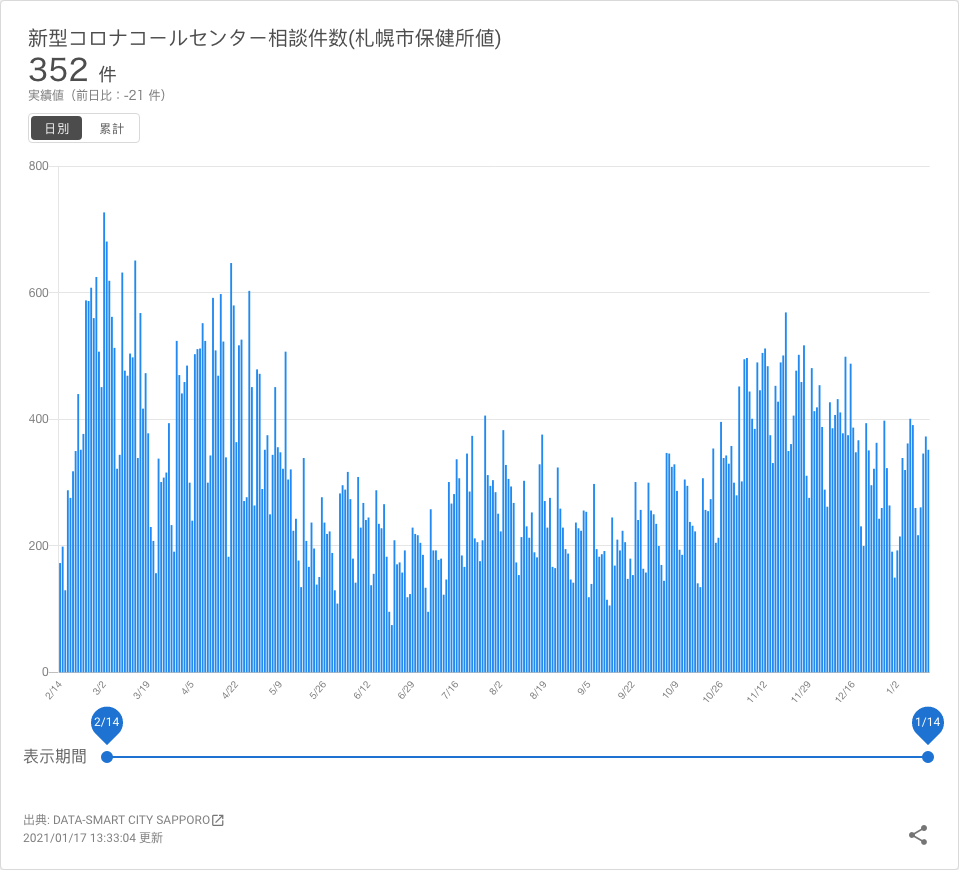 新型コロナコールセンター相談件数(札幌市保健所値)
352 件
実績値（前日比：-21 件）
日別 累計
800
600
400
200
0
2/14 3/2 3/19 4/5 4/22 5/9 5/26 6/12 6/29 7/16 8/2 8/19 9/5 9/22 10/9 10/26 11/12 11/29 12/16 1/2
2/14 1/14
表示期間
出典: DATA-SMART CITY SAPPORO
2021/01/17 13:33:04 更新